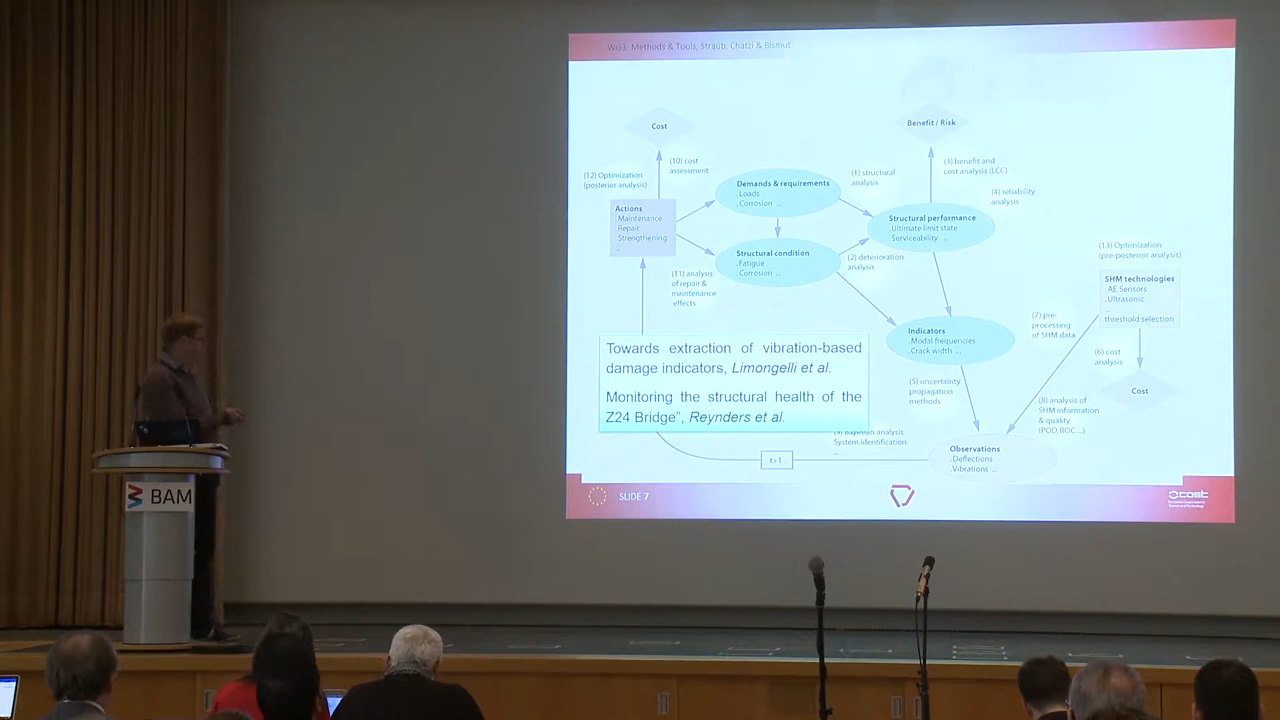 WG3: Methods & Tools, Straub, Chatzi & Bismut
Cost
Benefit / Risk
(12) Optimization
(posterior analysis)
(10) cost
assessment
(1) structural
analysis
(3) benefit and
cost analysis (LCC)
(4) reliability
analysis
Demands & requirements
Loads
Corrosion ...
Actions
Maintenance
Repair
Strengthening
...
Structural performance
Ultimate limit state
Serviceability ...
Structural condition
Fatigue
Corrosion ...
(2) deterioration
analysis
(11) analysis
of repair &
maintenance
effects
(13) Optimization
(pre-posterior analysis)
SHM technologies
AE Sensors
Ultrasonic
...
threshold selection
(7) pre-
processing
of SHM data
Indicators
Modal frequencies
Crack width ...
(6) cost
analysis
Cost
Towards extraction of vibration-based
damage indicators, Limongelli et al.
Monitoring the structural health of the
Z24 Bridge”, Reynders et al.
(5) uncertainty
propagation
methods
(8) analysis of
SHM information
& quality
(POD, ROC...)
(9) Bayesian analysis
System identification
...
Observations
Deflections
Vibrations ...
t+1
SLIDE 7
cost
BAM